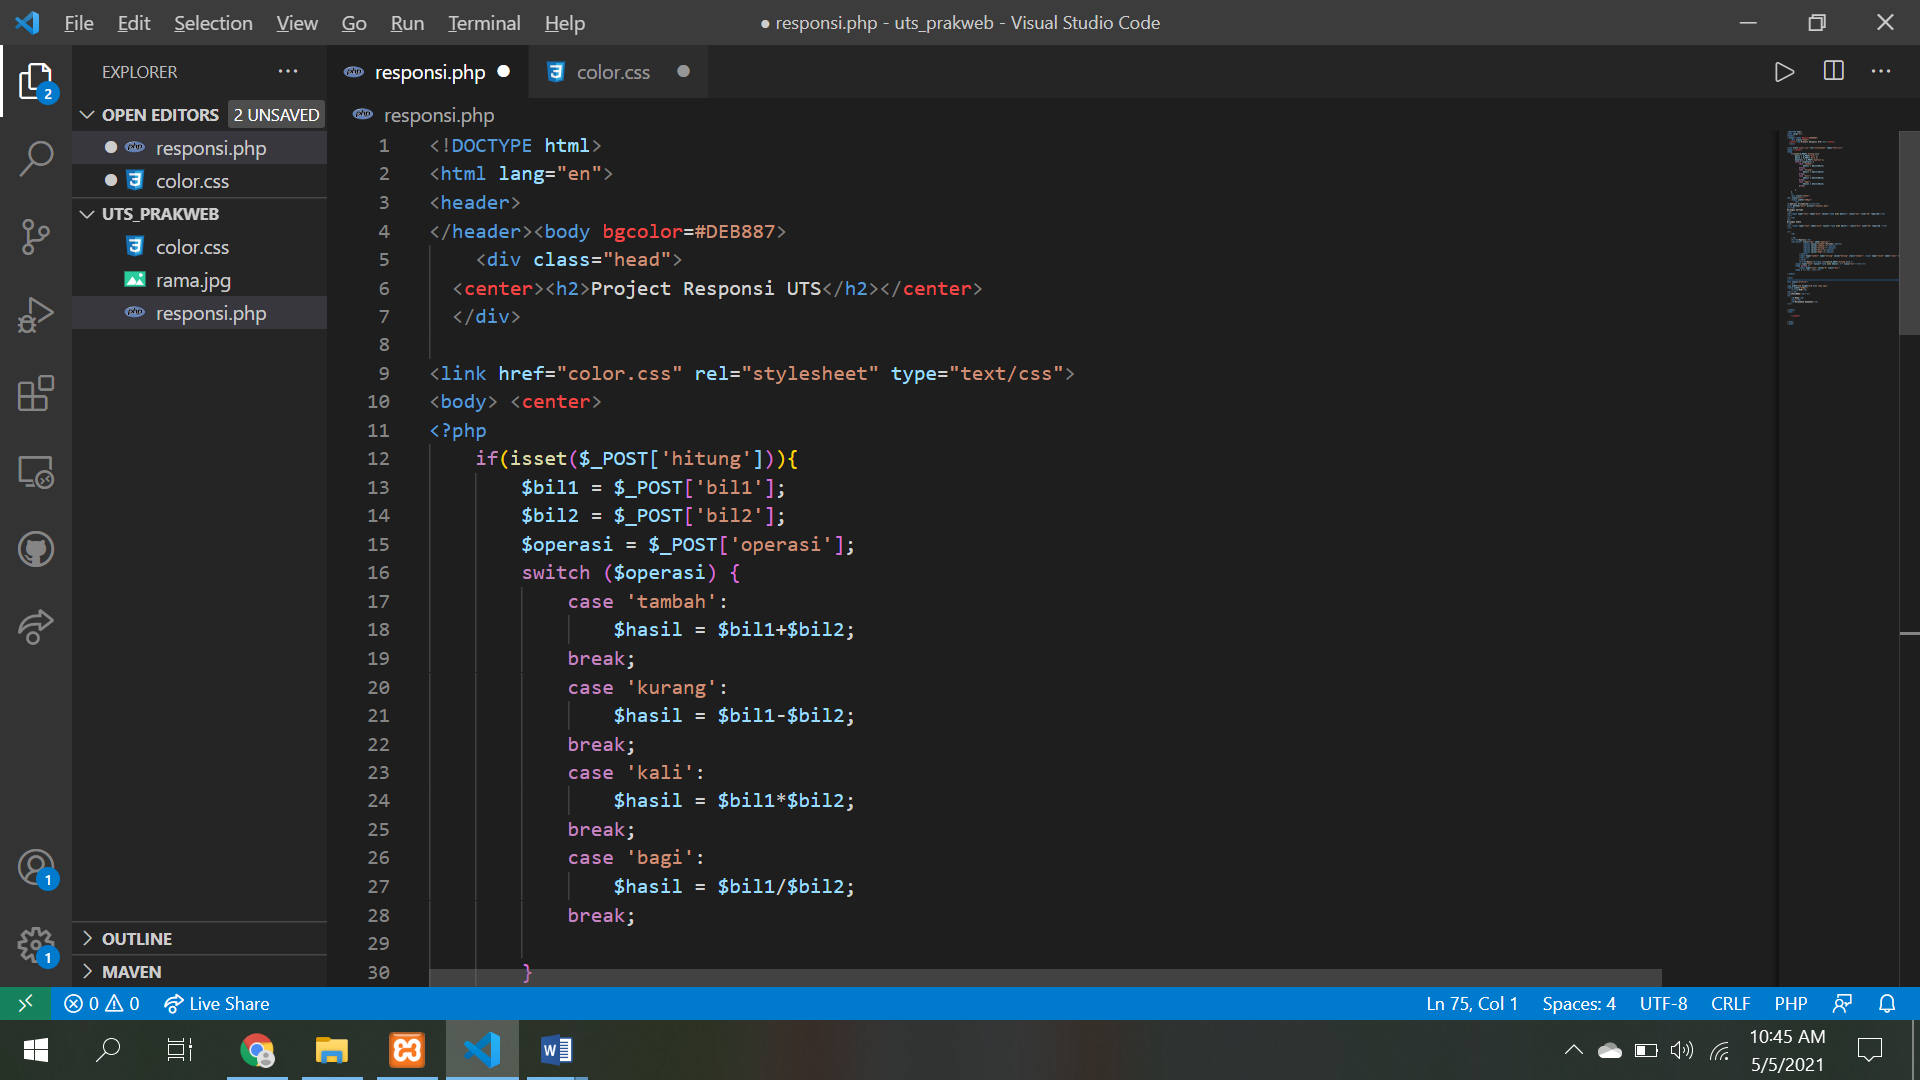 File Edit Selection View Go Run Terminal Help
● responsi.php - uts_prakweb - Visual Studio Code
EXPLORER
OPEN EDITORS 2 UNSAVED
responsi.php
color.css
UTS_PRAKWEB
color.css
rama.jpg
responsi.php
OUTLINE
MAVEN
2
1
1
responsi.php
color.css
responsi.php
1 <!DOCTYPE html>
2 <html lang="en">
3 <header>
4 </header><body bgcolor=#DEB887>
5 <div class="head">
6 <center><h2>Project Responsi UTS</h2></center>
7 </div>
8
9 <link href="color.css" rel="stylesheet" type="text/css">
10 <body> <center>
11 <?php
12 if(isset($_POST['hitung'])){
13 $bil1 = $_POST['bil1'];
14 $bil2 = $_POST['bil2'];
15 $operasi = $_POST['operasi'];
16 switch ($operasi) {
17 case 'tambah':
18 $hasil = $bil1+$bil2;
19 break;
20 case 'kurang':
21 $hasil = $bil1-$bil2;
22 break;
23 case 'kali':
24 $hasil = $bil1*$bil2;
25 break;
26 case 'bagi':
27 $hasil = $bil1/$bil2;
28 break;
29
30 }
0 0 Live Share
Ln 75, Col 1 Spaces: 4 UTF-8 CRLF PHP
10:45 AM
5/5/2021